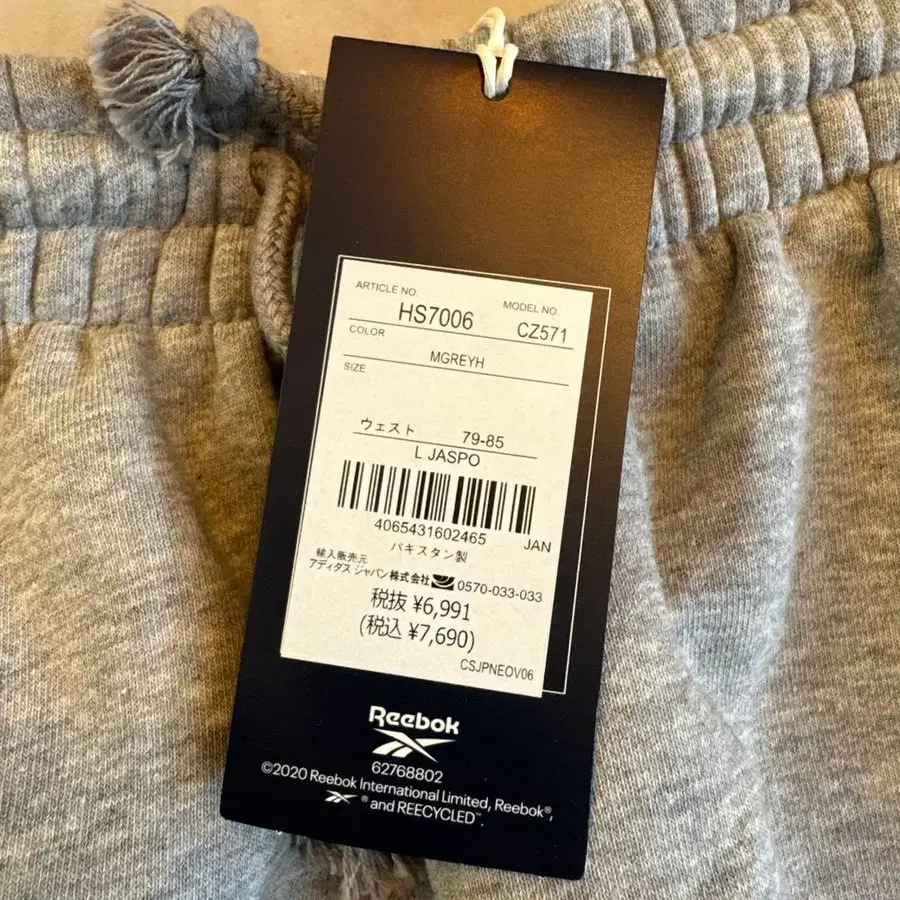 ARTICLE NO. MODEL NO.
HS7006 CZ571
COLOR
MGREYH
SIZE
ウェスト 79-85
L JASPO
4065431602465 JAN
パキスタン製
輸入販売元
アディダス ジャパン株式会社 0570-033-033
税抜 ¥6,991
(税込 ¥7,690)
CSJPNEOV06
Reebok
62768802
©2020 Reebok International Limited, Reebok®,
® and REECYCLED™.